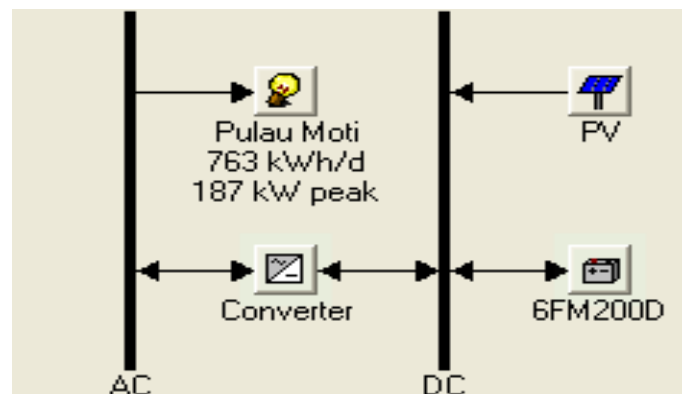 Pulau Moti
763 kWh/d
187 kW peak
PV
Converter
6FM200D
AC
DC